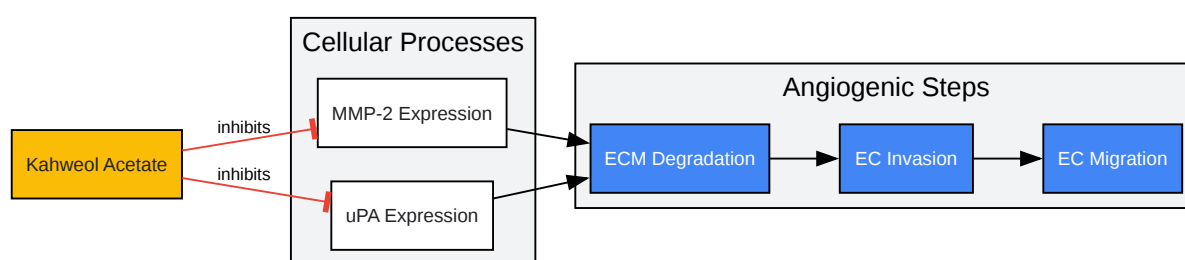 Cellular Processes
Angiogenic Steps
Kahweol Acetate
inhibits
inhibits
MMP-2 Expression
uPA Expression
ECM Degradation
EC Invasion
EC Migration